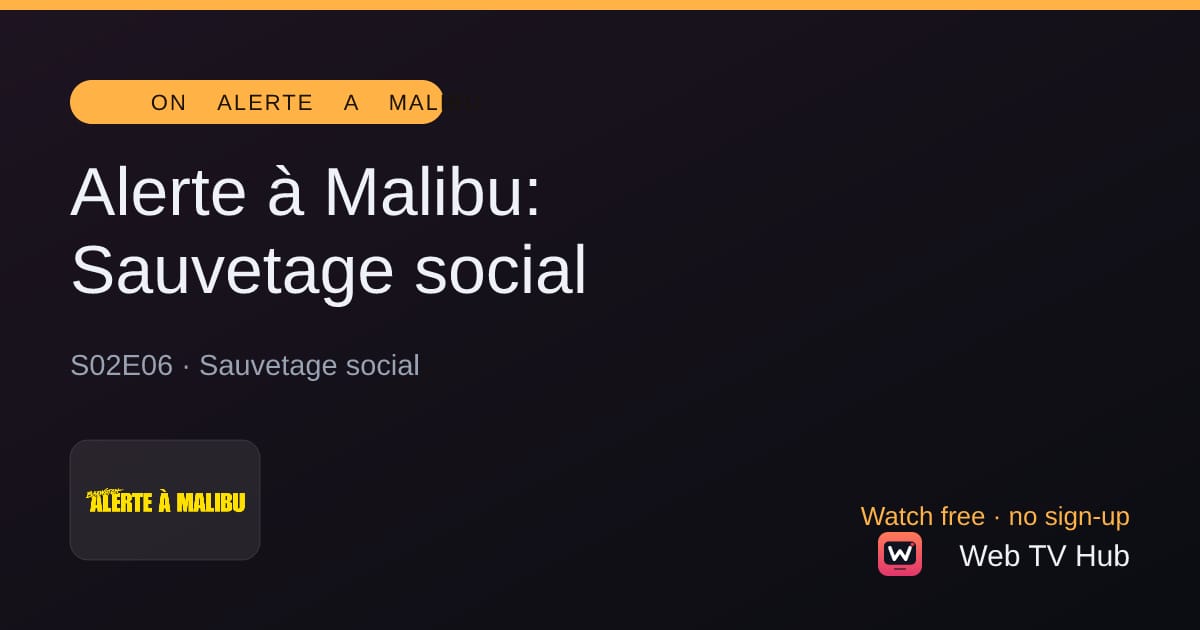 ON ALERTE A MALIBU
Alerte à Malibu:
Sauvetage social
S02E06 · Sauvetage social
ALERTE À MALIBU
Watch free · no sign-up
W
Web TV Hub